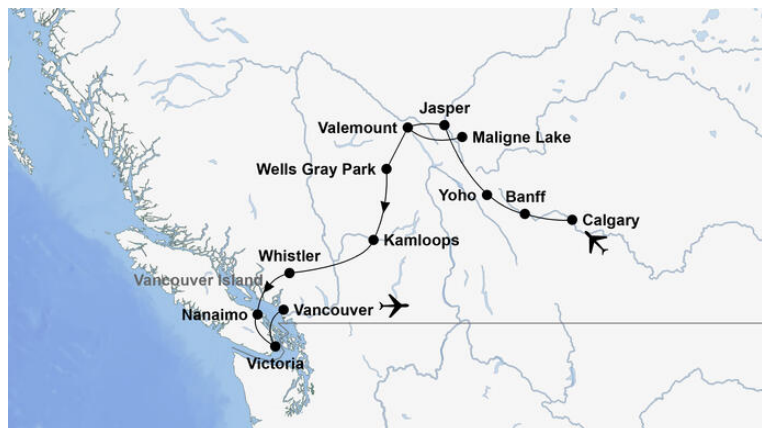 Jasper
Valemount
Maligne Lake
Wells Gray Park
Yoho
Banff
Calgary
Kamloops
Whistler
Vancouver Island
Vancouver
Nanaimo
Victoria